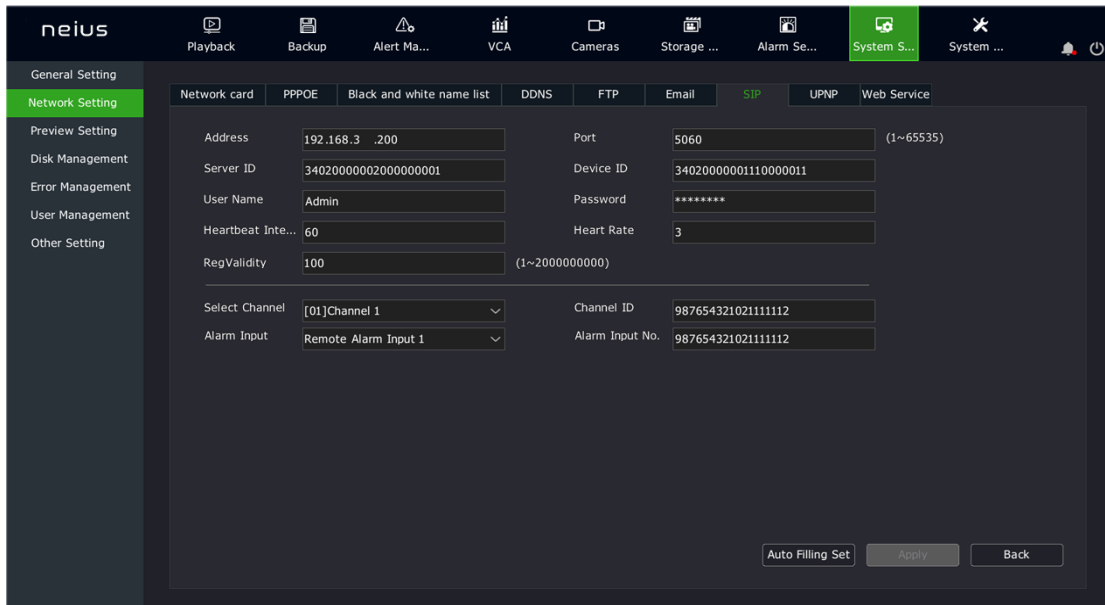 neius
Playback Backup Alert Ma... VCA Cameras Storage ... Alarm Se... System S... System ...
General Setting
Network Setting
Preview Setting
Disk Management
Error Management
User Management
Other Setting
Network card PPPOE Black and white name list DDNS FTP Email SIP UPNP Web Service
Address 192.168.3 .200 Port 5060 (1~65535)
Server ID 34020000002000000001 Device ID 34020000001110000011
User Name Admin Password ********
Heartbeat Inte... 60 Heart Rate 3
RegValidity 100 (1~2000000000)
Select Channel [01]Channel 1 Channel ID 987654321021111112
Alarm Input Remote Alarm Input 1 Alarm Input No. 987654321021111112
Auto Filling Set Apply Back